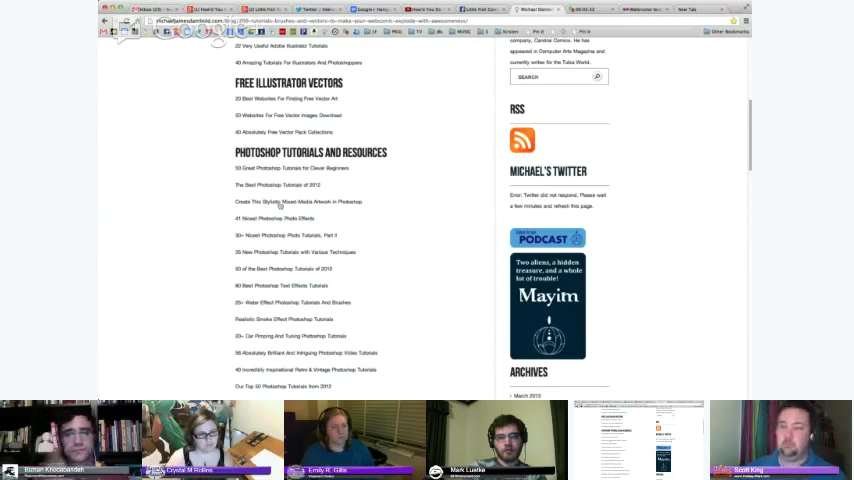 michaeljamesdambold.com/blog/200-tutorials-brushes-and-vectors-to-make-your-webcomic-explode-with-awesomeness/
Other Bookmarks
22 Very Useful Adobe Illustrator Tutorials
40 Amazing Tutorials For Illustrators And Photoshoppers
FREE ILLUSTRATOR VECTORS
20 Best Websites For Finding Free Vector Art
50 Websites For Free Vector Images Download
40 Absolutely Free Vector Pack Collections
PHOTOSHOP TUTORIALS AND RESOURCES
50 Great Photoshop Tutorials for Clever Beginners
The Best Photoshop Tutorials of 2012
Create This Stylistic Mixed-Media Artwork in Photoshop
41 Nicest Photoshop Photo Effects
30+ Nicest Photoshop Photo Tutorials, Part II
35 New Photoshop Tutorials with Various Techniques
50 of the Best Photoshop Tutorials of 2012
60 Best Photoshop Text Effects Tutorials
25+ Water Effect Photoshop Tutorials And Brushes
Realistic Smoke Effect Photoshop Tutorials
20+ Car Pimping And Tuning Photoshop Tutorials
56 Absolutely Brilliant And Intriguing Photoshop Video Tutorials
40 Incredibly Inspirational Retro & Vintage Photoshop Tutorials
Our Top 50 Photoshop Tutorials from 2012
company, Candrix Comics. He has
appeared in Computer Arts Magazine and
currently writes for the Tulsa World.
SEARCH
RSS
MICHAEL'S TWITTER
Error: Twitter did not respond. Please wait
a few minutes and refresh this page.
PODCAST
Two aliens, a hidden
treasure, and a whole
lot of trouble!
Mayim
ARCHIVES
March 2013
Bizhan Khodabandeh
Crystal M Rollins
Emily R. Gillis
Mark Luetke
Scott King